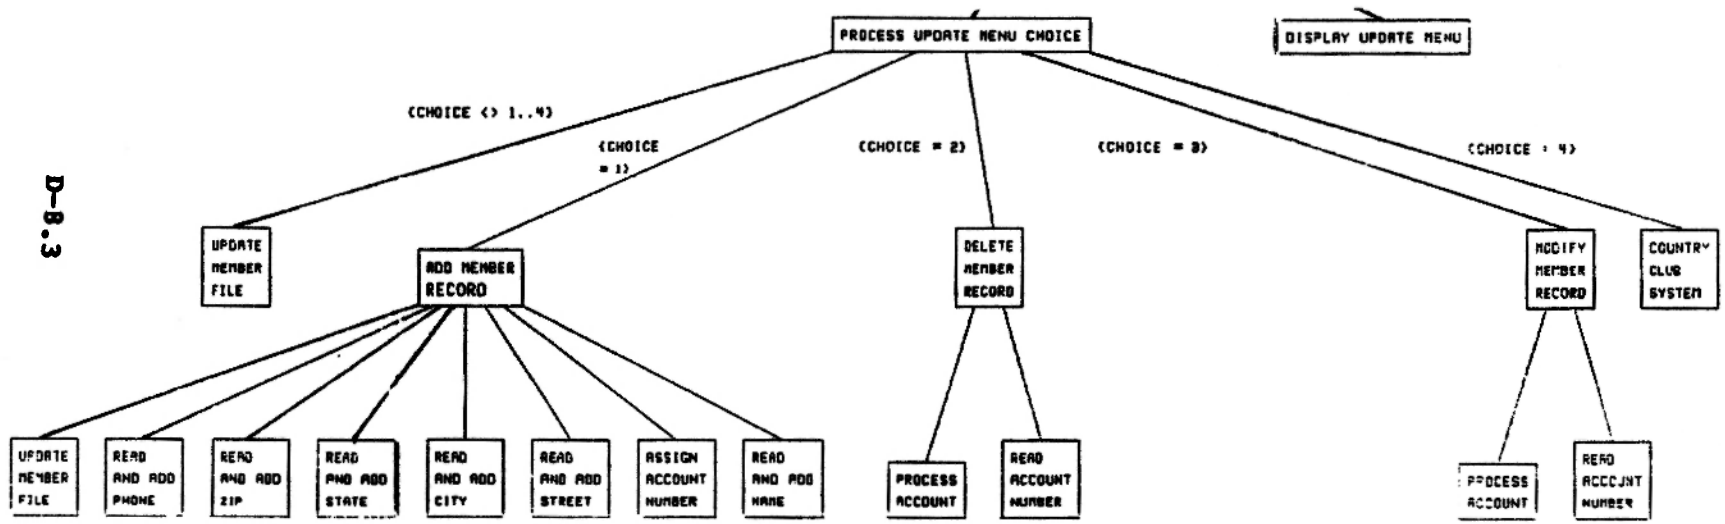 PROCESS UPDATE MENU CHOICE
DISPLAY UPDATE MENU
{CHOICE <> 1..4}
{CHOICE
= 1}
{CHOICE = 2}
{CHOICE = 3}
{CHOICE = 4}
D-B.3
UPDATE
MEMBER
FILE
ADD MEMBER
RECORD
DELETE
MEMBER
RECORD
MODIFY
MEMBER
RECORD
COUNTRY
CLUB
SYSTEM
UPDATE
MEMBER
FILE
READ
AND ADD
PHONE
READ
AND ADD
ZIP
READ
AND ADD
STATE
READ
AND ADD
CITY
READ
AND ADD
STREET
ASSIGN
ACCOUNT
NUMBER
READ
AND ADD
NAME
PROCESS
ACCOUNT
READ
ACCOUNT
NUMBER
PROCESS
ACCOUNT
READ
ACCOUNT
NUMBER